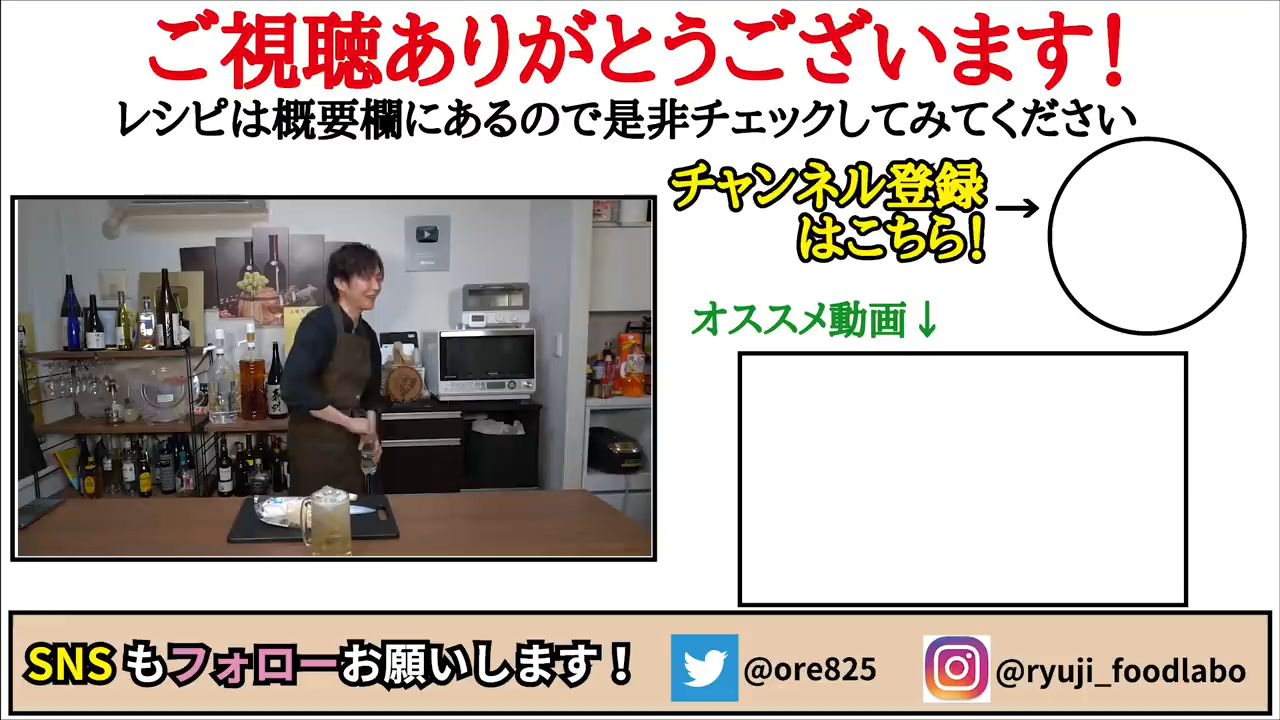 ご視聴ありがとうございます！
レシピは概要欄にあるので是非チェックしてみてください
チャンネル登録→
はこちら！
オススメ動画↓
SNSもフォローお願いします！
@ore825
@ryuji_foodlabo